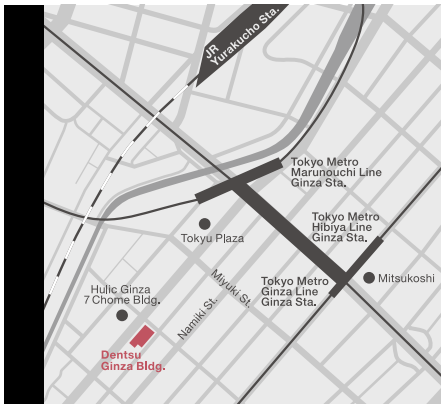 JR
Yurakucho Sta.
Tokyo Metro
Marunouchi Line
Ginza Sta.
Tokyo Metro
Hibiya Line
Ginza Sta.
Tokyu Plaza
Mitsukoshi
Tokyo Metro
Ginza Line
Ginza Sta.
Miyuki St.
Hulic Ginza
7 Chome Bldg.
Namiki St.
Dentsu
Ginza Bldg.